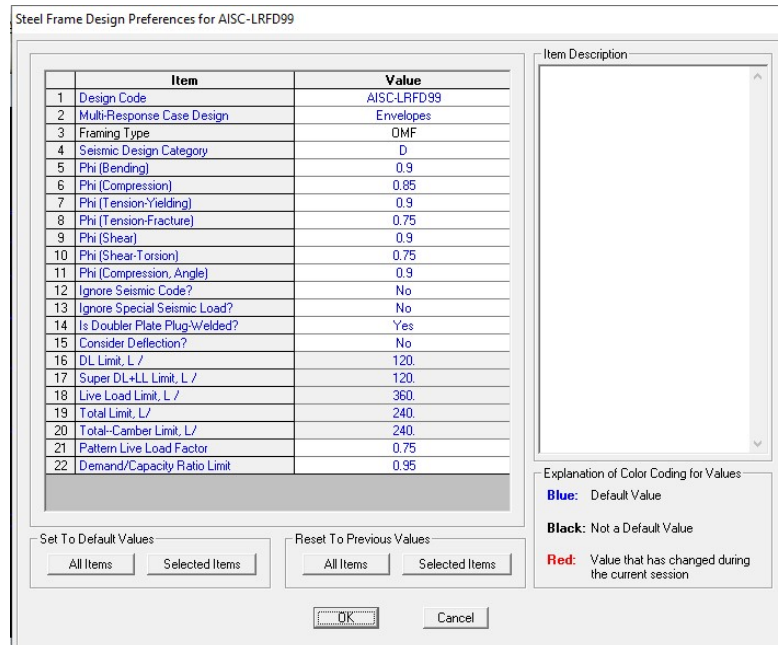 Steel Frame Design Preferences for AISC-LRFD99
Item Value
1 Design Code AISC-LRFD99
2 Multi-Response Case Design Envelopes
3 Framing Type OMF
4 Seismic Design Category D
5 Phi (Bending) 0.9
6 Phi (Compression) 0.85
7 Phi (Tension-Yielding) 0.9
8 Phi (Tension-Fracture) 0.75
9 Phi (Shear) 0.9
10 Phi (Shear-Torsion) 0.75
11 Phi (Compression, Angle) 0.9
12 Ignore Seismic Code? No
13 Ignore Special Seismic Load? No
14 Is Doubler Plate Plug-Welded? Yes
15 Consider Deflection? No
16 DL Limit, L / 120.
17 Super DL+LL Limit, L / 120.
18 Live Load Limit, L / 360.
19 Total Limit, L/ 240.
20 Total--Camber Limit, L/ 240.
21 Pattern Live Load Factor 0.75
22 Demand/Capacity Ratio Limit 0.95
Set To Default Values
All Items Selected Items
Reset To Previous Values
All Items Selected Items
Item Description
Explanation of Color Coding for Values
Blue: Default Value
Black: Not a Default Value
Red: Value that has changed during
the current session
OK Cancel